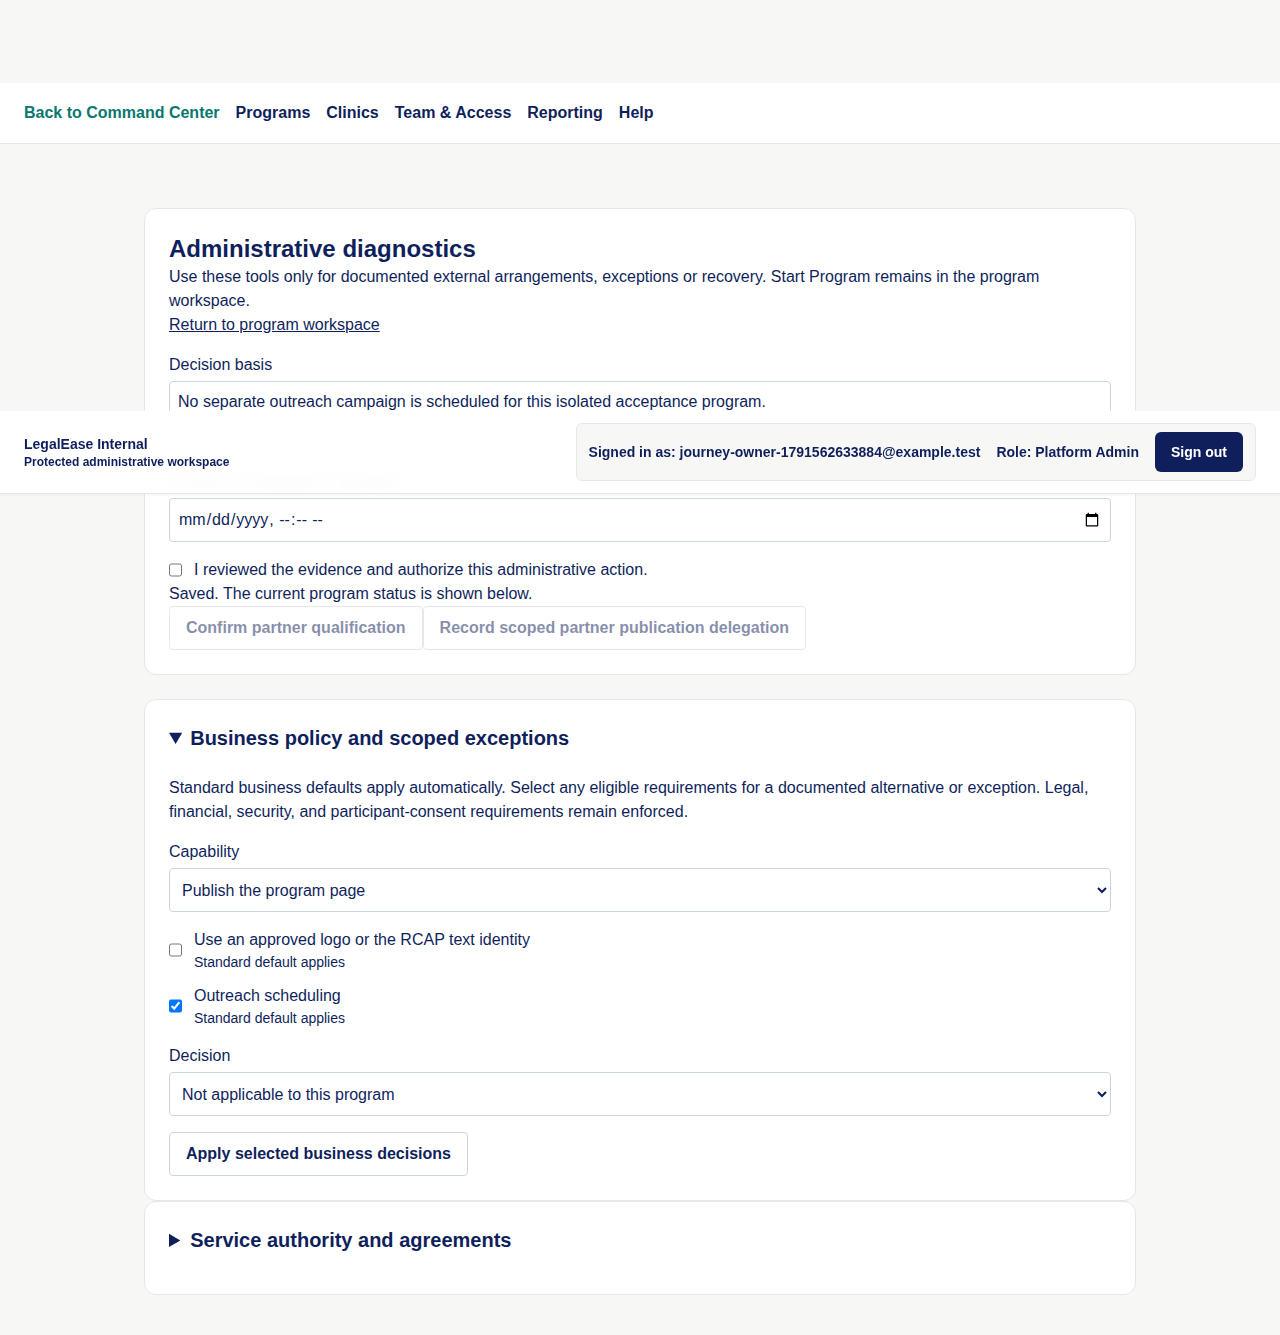 Back to Command Center Programs Clinics Team & Access Reporting Help
Administrative diagnostics
Use these tools only for documented external arrangements, exceptions or recovery. Start Program remains in the program
workspace.
Return to program workspace
Decision basis
No separate outreach campaign is scheduled for this isolated acceptance program.
LegalEase Internal
Protected administrative workspace
Signed in as: journey-owner-1791562633884@example.test Role: Platform Admin Sign out
mm/dd/yyyy, --:-- --
I reviewed the evidence and authorize this administrative action.
Saved. The current program status is shown below.
Confirm partner qualification Record scoped partner publication delegation
Business policy and scoped exceptions
Standard business defaults apply automatically. Select any eligible requirements for a documented alternative or exception. Legal,
financial, security, and participant-consent requirements remain enforced.
Capability
Publish the program page
Use an approved logo or the RCAP text identity
Standard default applies
Outreach scheduling
Standard default applies
Decision
Not applicable to this program
Apply selected business decisions
Service authority and agreements